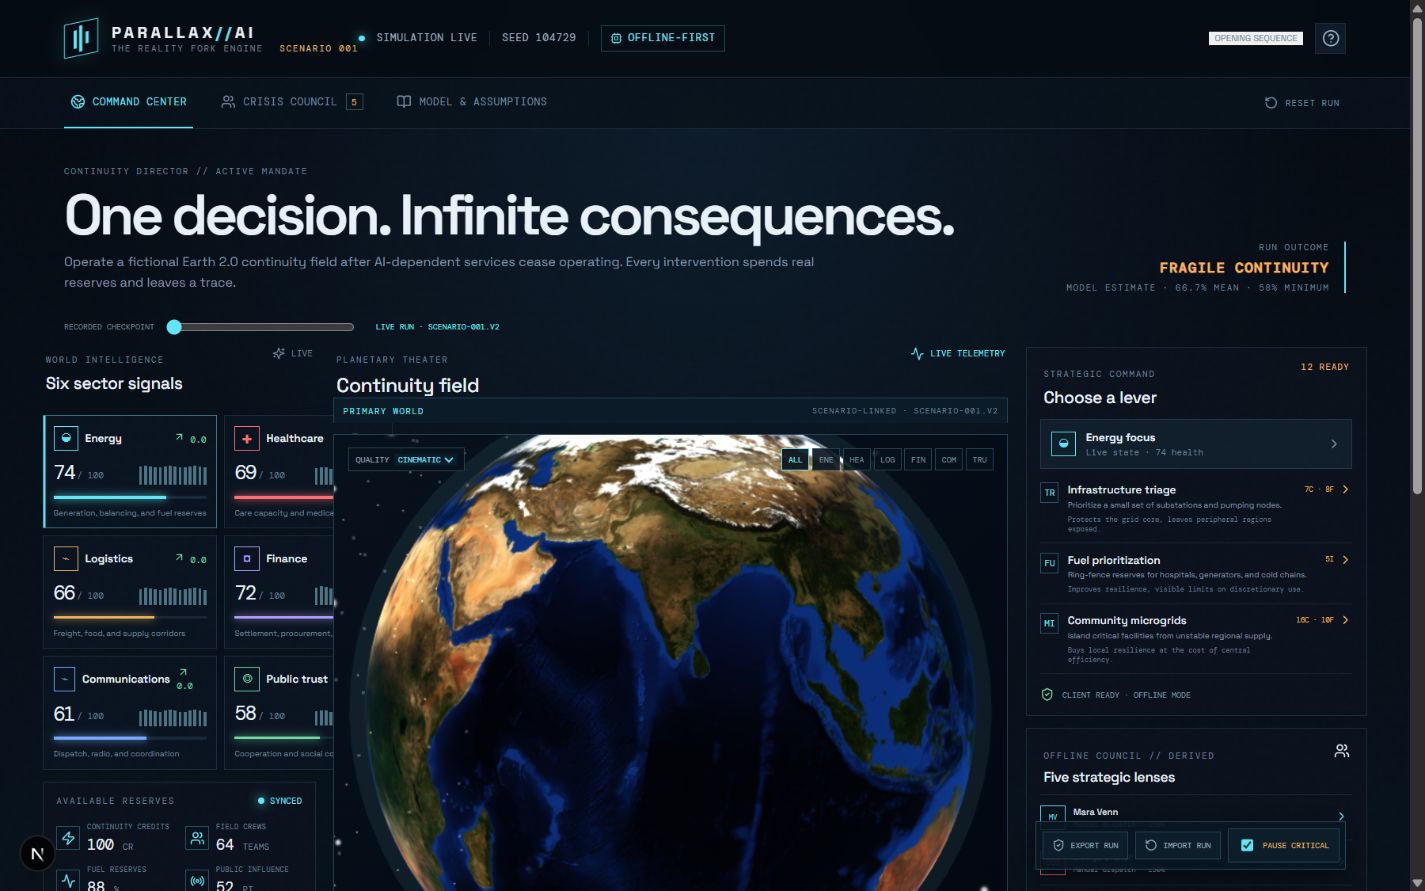 PARALLAX//AI
THE REALITY FORK ENGINE
SCENARIO 001
SIMULATION LIVE
SEED 104729
OFFLINE-FIRST
OPENING SEQUENCE
COMMAND CENTER
CRISIS COUNCIL 5
MODEL & ASSUMPTIONS
RESET RUN
CONTINUITY DIRECTOR // ACTIVE MANDATE
One decision. Infinite consequences.
Operate a fictional Earth 2.0 continuity field after AI-dependent services cease operating. Every intervention spends real
reserves and leaves a trace.
RUN OUTCOME
FRAGILE CONTINUITY
MODEL ESTIMATE · 66.7% MEAN · 58% MINIMUM
RECORDED CHECKPOINT
LIVE RUN · SCENARIO-001.V2
WORLD INTELLIGENCE
LIVE
Six sector signals
Energy
0.0
74 / 100
Generation, balancing, and fuel reserves
Healthcare
69 / 100
Care capacity and medica
Logistics
0.0
66 / 100
Freight, food, and supply corridors
Finance
72 / 100
Settlement, procurement,
Communications
0.0
61 / 100
Dispatch, radio, and coordination
Public trust
58 / 100
Cooperation and social co
AVAILABLE RESERVES
SYNCED
CONTINUITY CREDITS
100 CR
FIELD CREWS
64 TEAMS
FUEL RESERVES
88 %
PUBLIC INFLUENCE
52 PT
N
PLANETARY THEATER
LIVE TELEMETRY
Continuity field
PRIMARY WORLD
SCENARIO-LINKED · SCENARIO-001.V2
QUALITY CINEMATIC
ALL ENE HEA LOG FIN COM TRU
STRATEGIC COMMAND
12 READY
Choose a lever
Energy focus
Live state · 74 health
TR
Infrastructure triage
7C · 8F
Prioritize a small set of substations and pumping nodes.
Protects the grid core, leaves peripheral regions
exposed.
FU
Fuel prioritization
5I
Ring-fence reserves for hospitals, generators, and cold chains.
Improves resilience, visible limits on discretionary use.
MI
Community microgrids
16C · 10F
Island critical facilities from unstable regional supply.
Buys local resilience at the cost of central
efficiency.
CLIENT READY · OFFLINE MODE
OFFLINE COUNCIL // DERIVED
Five strategic lenses
MV
Mara Venn
EXPORT RUN
IMPORT RUN
PAUSE CRITICAL
Manual dispatch